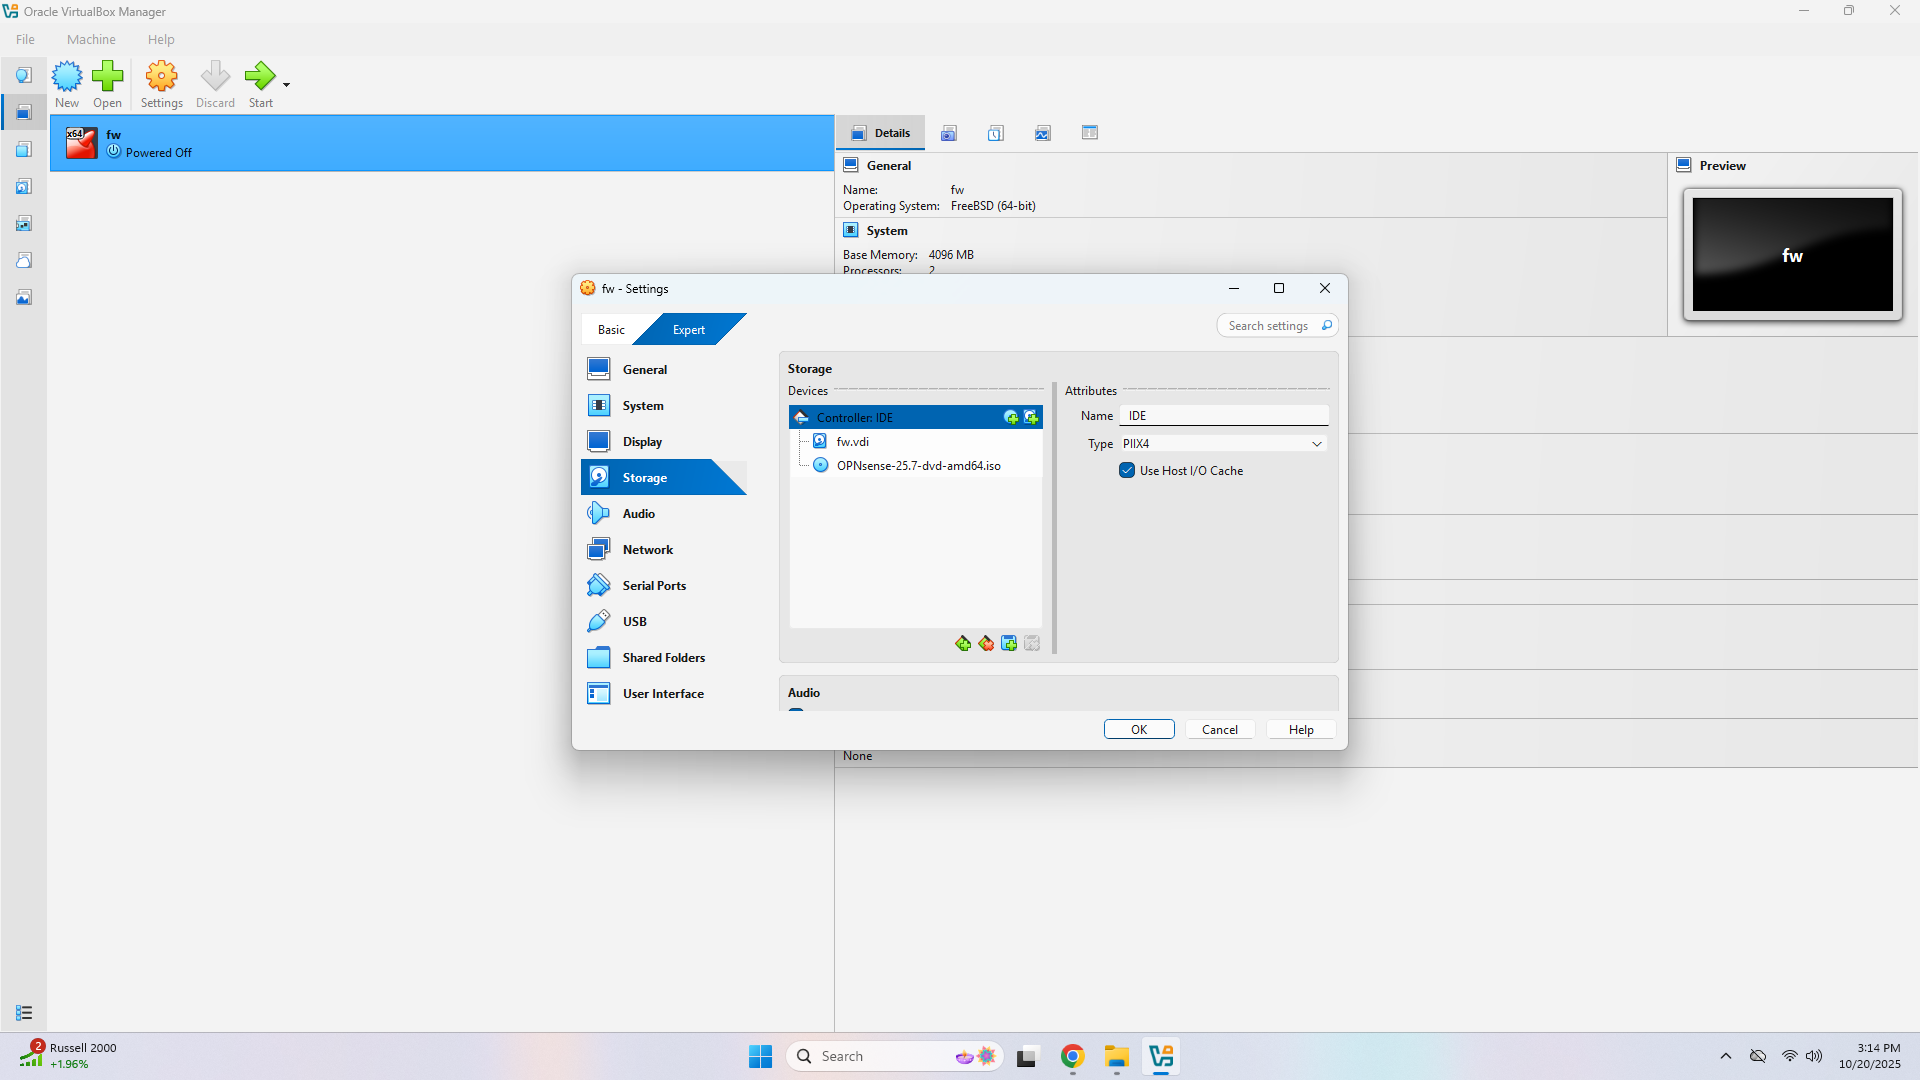 Oracle VirtualBox Manager
File Machine Help
New Open Settings Discard Start
x64 fw
Powered Off
Details
General
Name: fw
Operating System: FreeBSD (64-bit)
System
Base Memory: 4096 MB
Processors: 2
Preview
fw
fw - Settings
Basic Expert
Search settings
General
System
Display
Storage
Audio
Network
Serial Ports
USB
Shared Folders
User Interface
Storage
Devices
Controller: IDE
fw.vdi
OPNsense-25.7-dvd-amd64.iso
Attributes
Name IDE
Type PIIX4
Use Host I/O Cache
Audio
OK Cancel Help
None
2 Russell 2000
+1.96%
Search
3:14 PM
10/20/2025